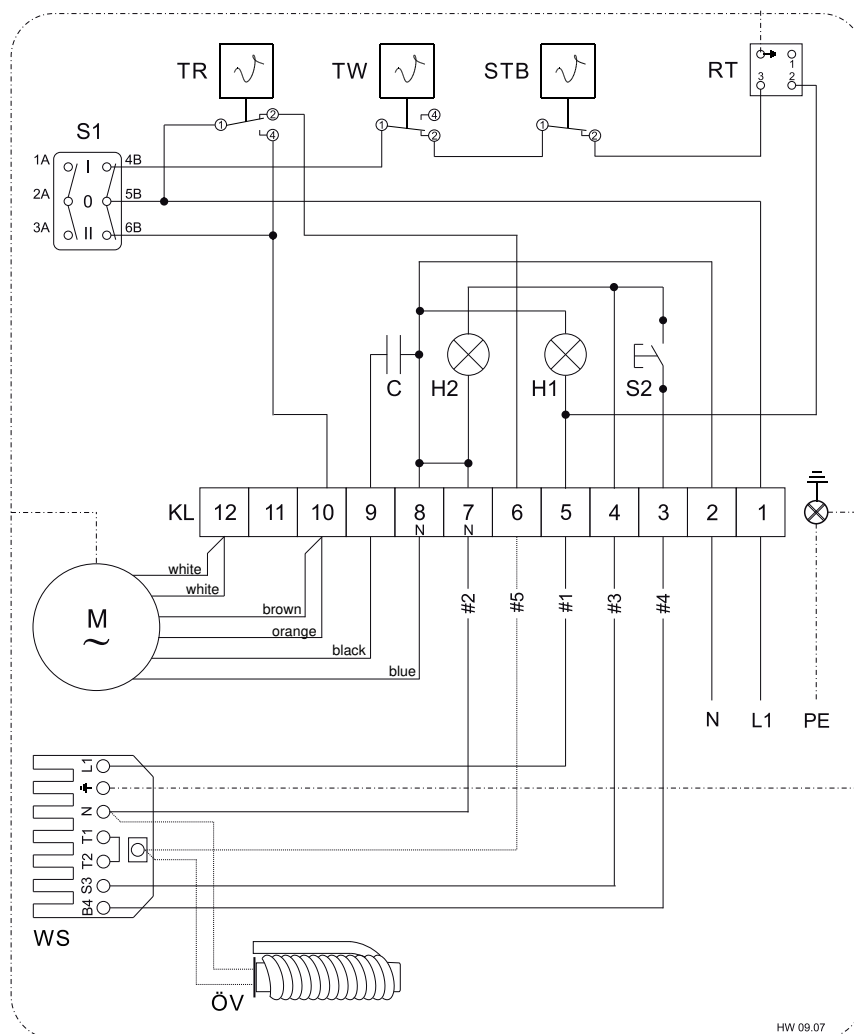 TR
TW
STB
RT
1
3
2
1
2
4
1
4
2
1
2
S1
1A
I
4B
2A
0
5B
3A
II
6B
C
H2
H1
S2
KL
12
11
10
9
8
N
7
N
6
5
4
3
2
1
white
white
brown
orange
black
blue
M
~
#2
#5
#1
#3
#4
N
L1
PE
L1
N
T1
T2
S3
B4
WS
ÖV
HW 09.07